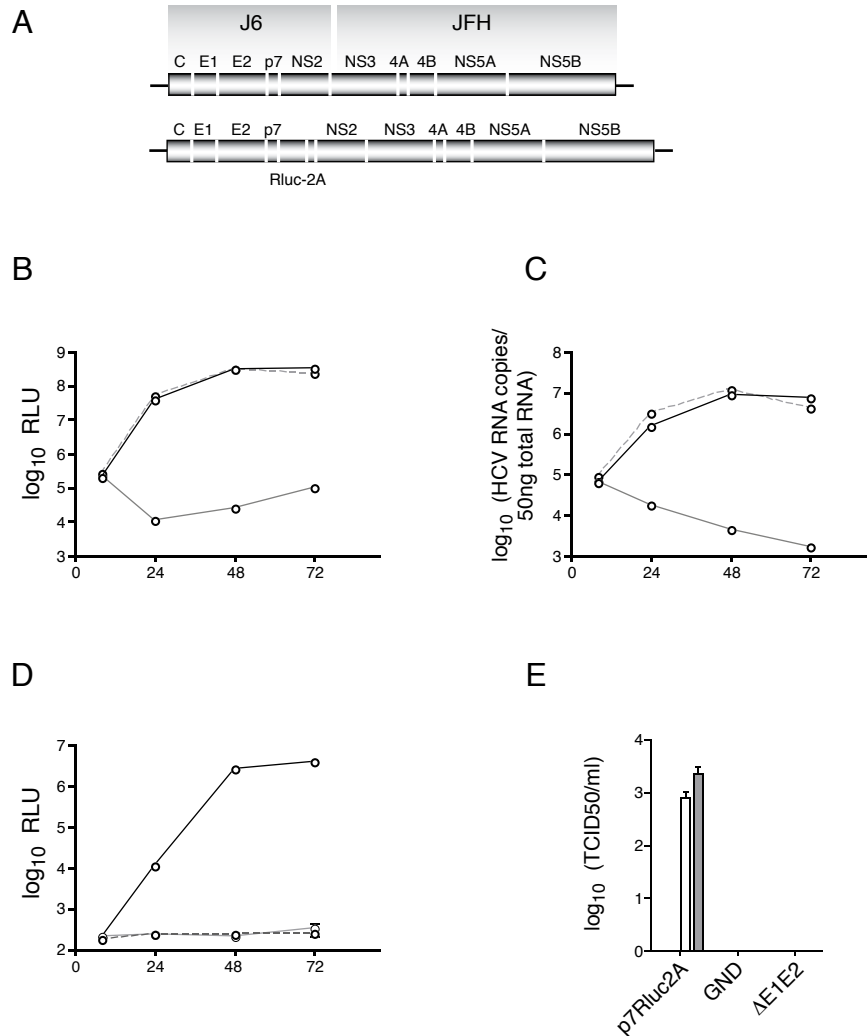 A
J6 JFH
C E1 E2 p7 NS2 NS3 4A 4B NS5A NS5B
C E1 E2 p7 NS2 NS3 4A 4B NS5A NS5B
Rluc-2A
B
log10 RLU
9
8
7
6
5
4
3
0 24 48 72
C
log10 (HCV RNA copies/
50ng total RNA)
8
7
6
5
4
3
0 24 48 72
D
log10 RLU
7
6
5
4
3
2
0 24 48 72
E
log10 (TCID50/ml)
4
3
2
1
0
p7Rluc2A GND ΔE1E2